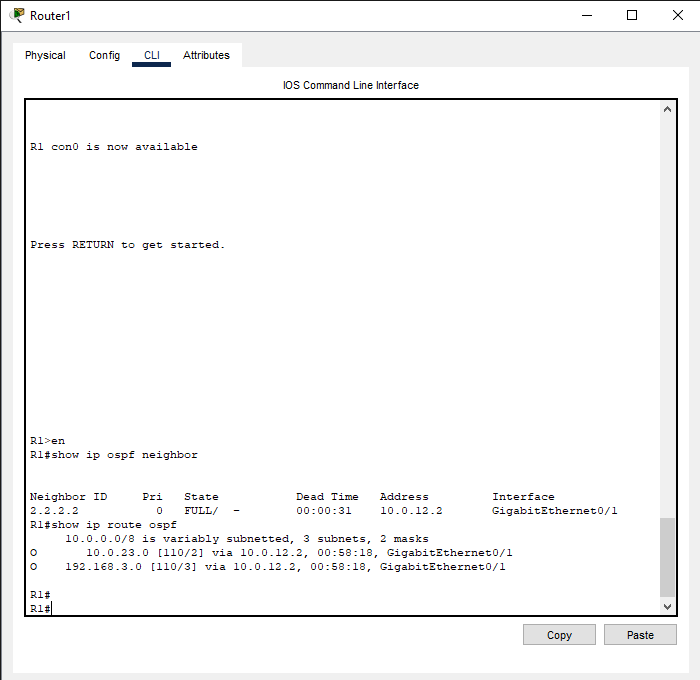 Router1
Physical Config CLI Attributes
IOS Command Line Interface
R1 con0 is now available
Press RETURN to get started.
R1>en
R1#show ip ospf neighbor
Neighbor ID     Pri   State           Dead Time   Address         Interface
2.2.2.2           0   FULL/  -        00:00:31    10.0.12.2       GigabitEthernet0/1
R1#show ip route ospf
     10.0.0.0/8 is variably subnetted, 3 subnets, 2 masks
O       10.0.23.0 [110/2] via 10.0.12.2, 00:58:18, GigabitEthernet0/1
O    192.168.3.0 [110/3] via 10.0.12.2, 00:58:18, GigabitEthernet0/1
R1#
R1#
Copy Paste